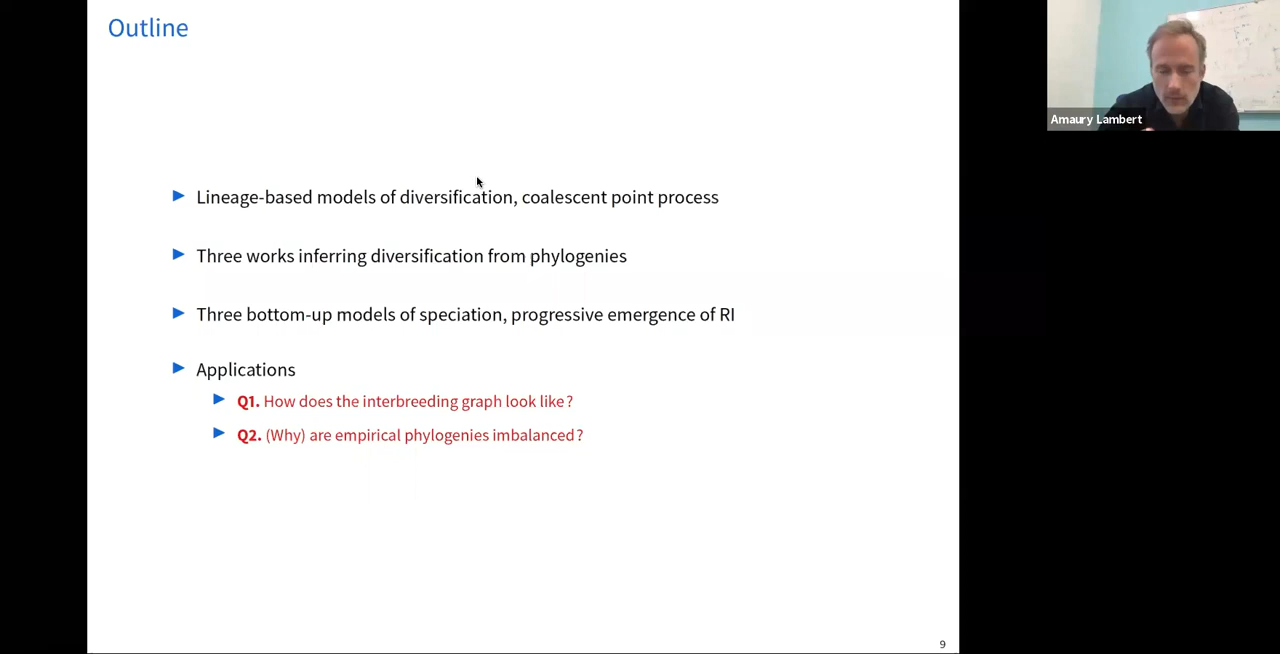 Outline
Amaury Lambert
Lineage-based models of diversification, coalescent point process
Three works inferring diversification from phylogenies
Three bottom-up models of speciation, progressive emergence of RI
Applications
Q1. How does the interbreeding graph look like?
Q2. (Why) are empirical phylogenies imbalanced?
9